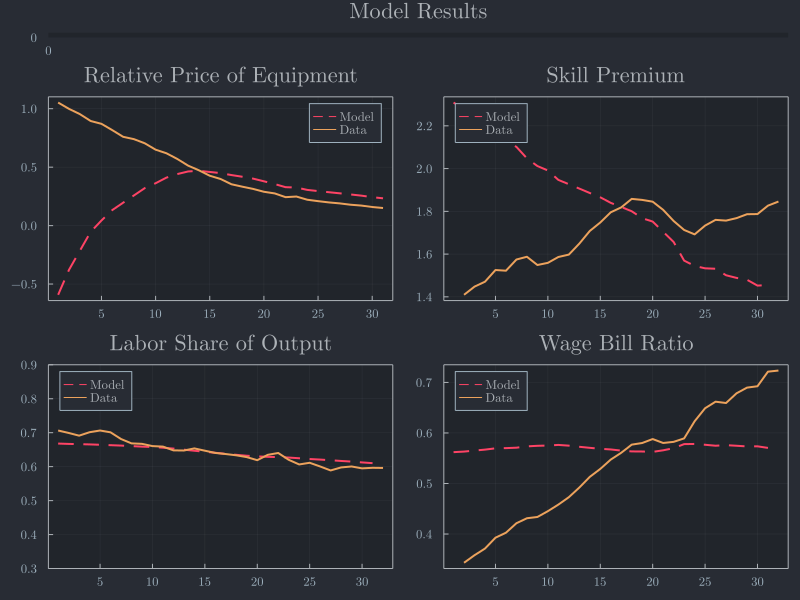 Model Results
0
0
Relative Price of Equipment
Skill Premium
1.0
0.5
0.0
−0.5
Model
Data
5 10 15 20 25 30
2.2
2.0
1.8
1.6
1.4
Model
Data
5 10 15 20 25 30
Labor Share of Output
Wage Bill Ratio
0.9
0.8
0.7
0.6
0.5
0.4
0.3
Model
Data
5 10 15 20 25 30
0.7
0.6
0.5
0.4
Model
Data
5 10 15 20 25 30